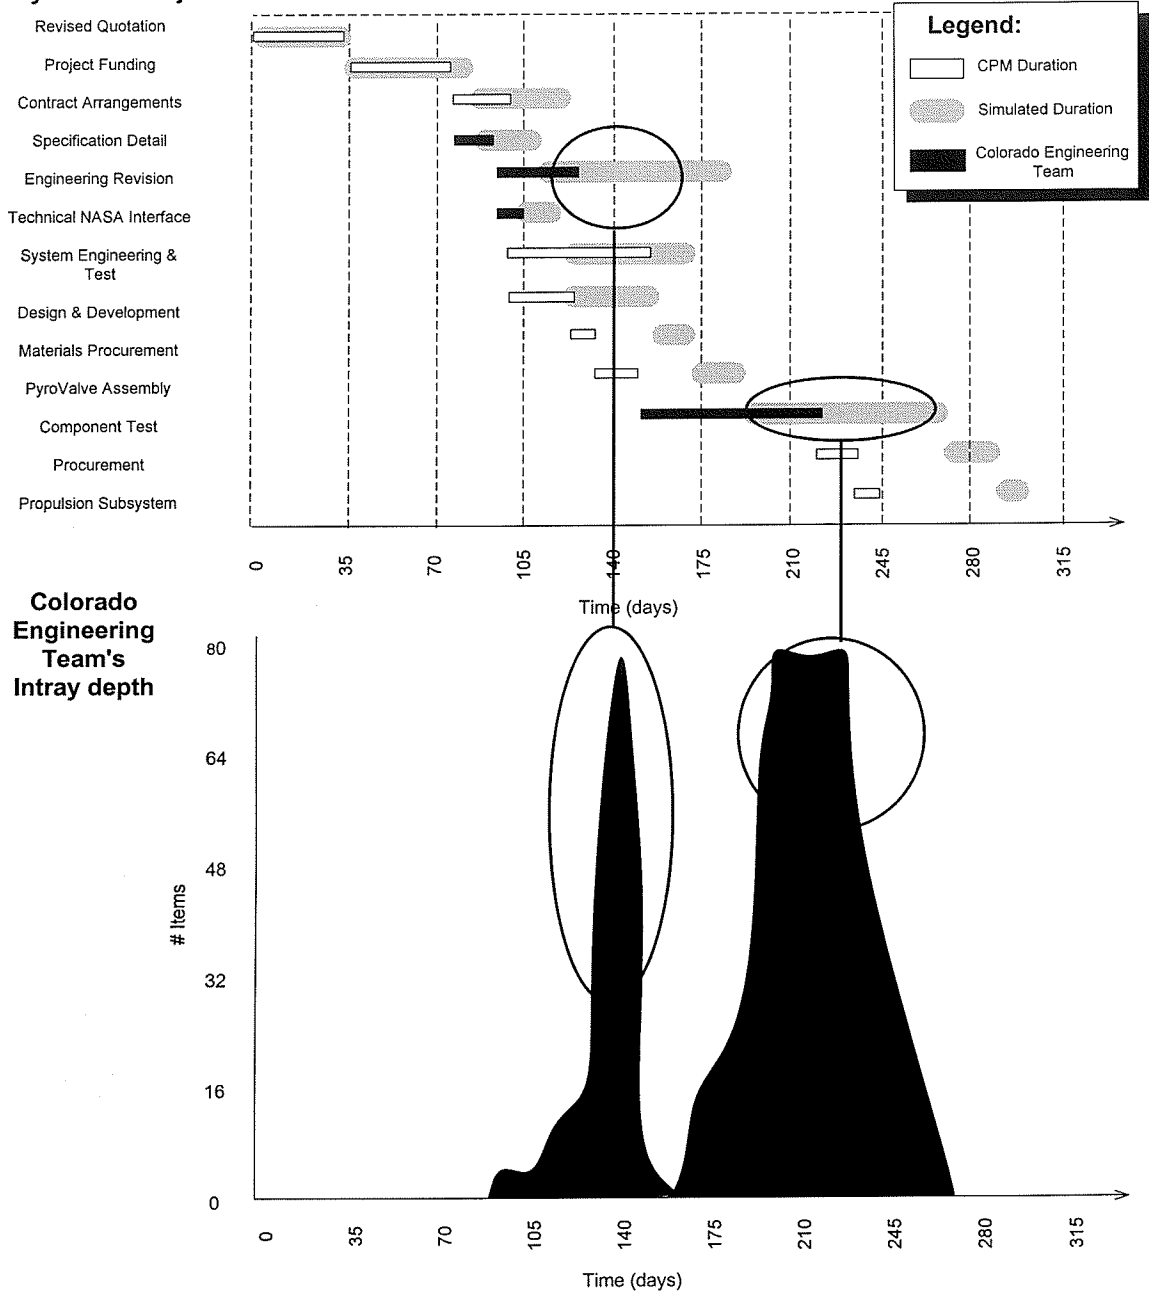 Revised Quotation
Project Funding
Contract Arrangements
Specification Detail
Engineering Revision
Technical NASA Interface
System Engineering &
Test
Design & Development
Materials Procurement
PyroValve Assembly
Component Test
Procurement
Propulsion Subsystem
Legend:
CPM Duration
Simulated Duration
Colorado Engineering
Team
0 35 70 105 140 175 210 245 280 315
Time (days)
Colorado
Engineering
Team's
Intray depth
80
64
48
32
16
0
# Items
0 35 70 105 140 175 210 245 280 315
Time (days)